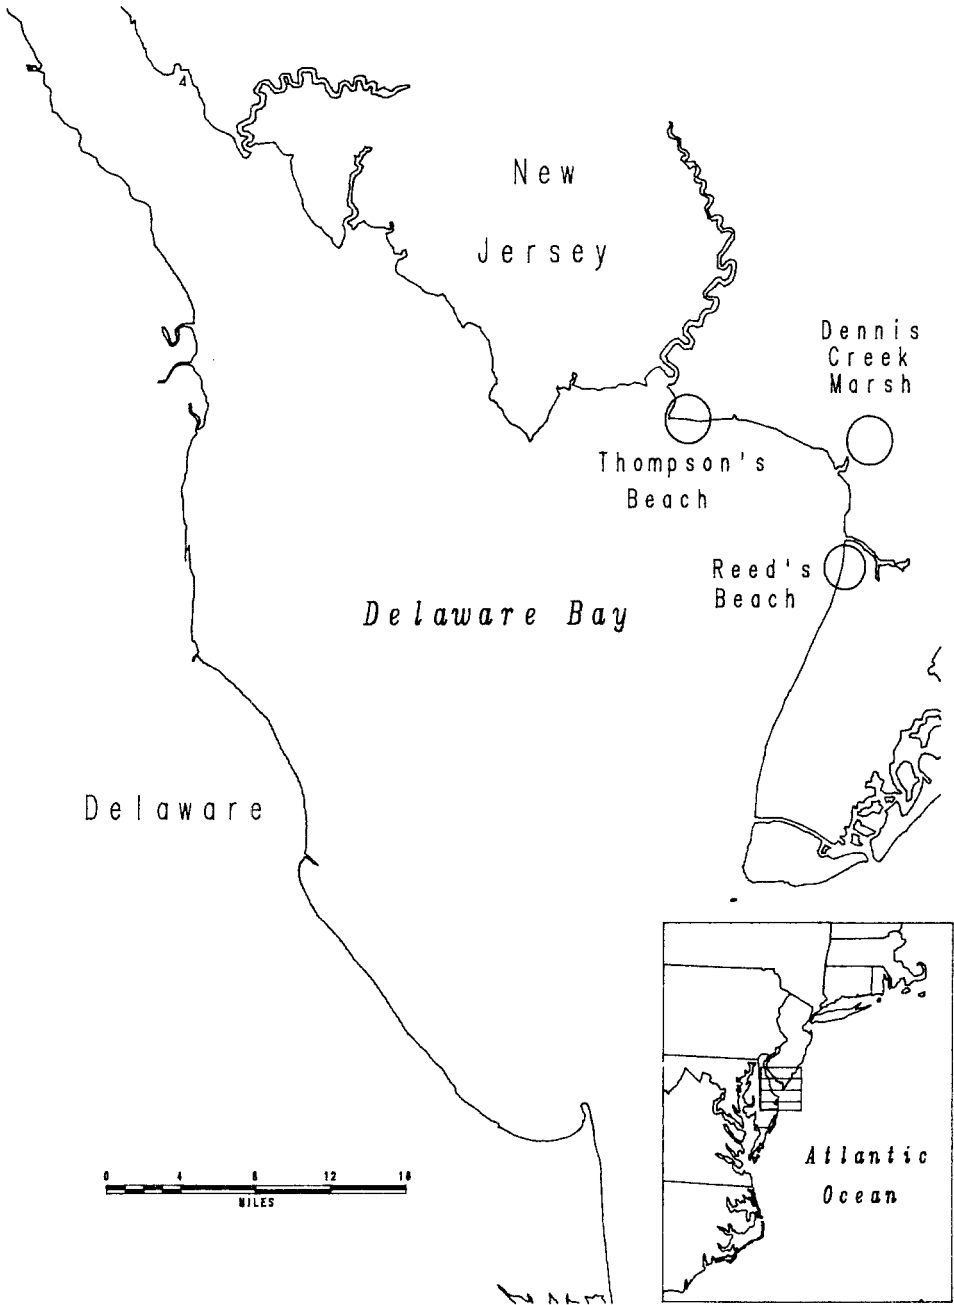 New
Jersey
Dennis
Creek
Marsh
Thompson's
Beach
Reed's
Beach
Delaware Bay
Delaware
0 4 8 12 16
MILES
Atlantic
Ocean